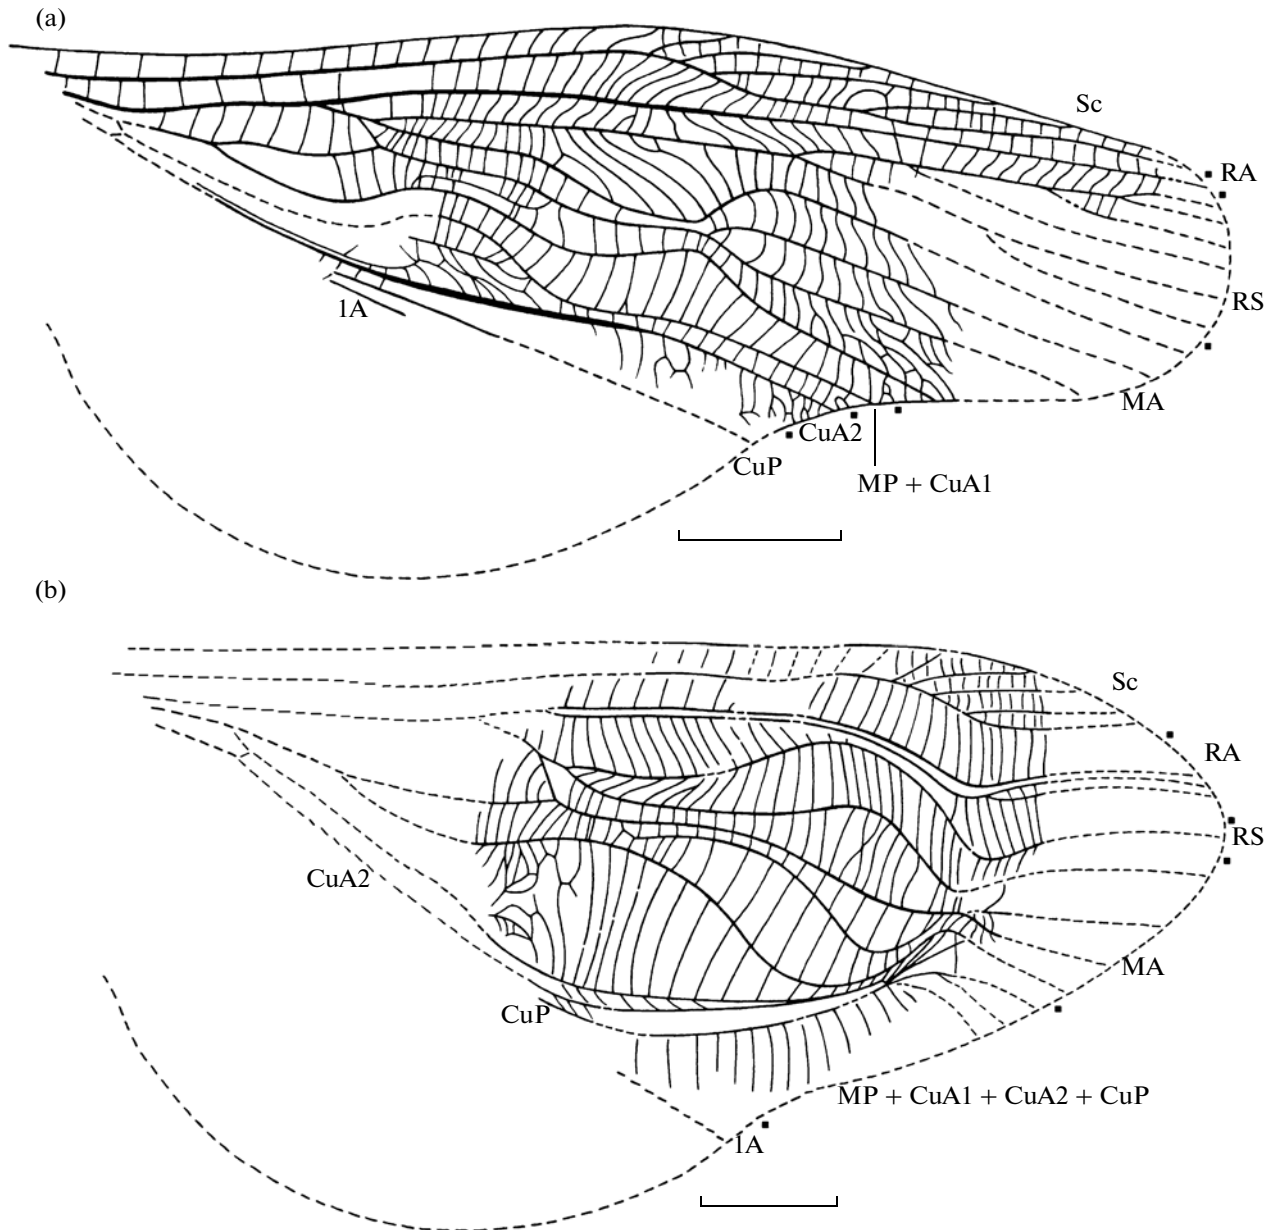 (a)
Sc
RA
RS
1A
MA
CuA2
CuP
MP + CuA1
(b)
Sc
RA
RS
CuA2
MA
CuP
MP + CuA1 + CuA2 + CuP
1A